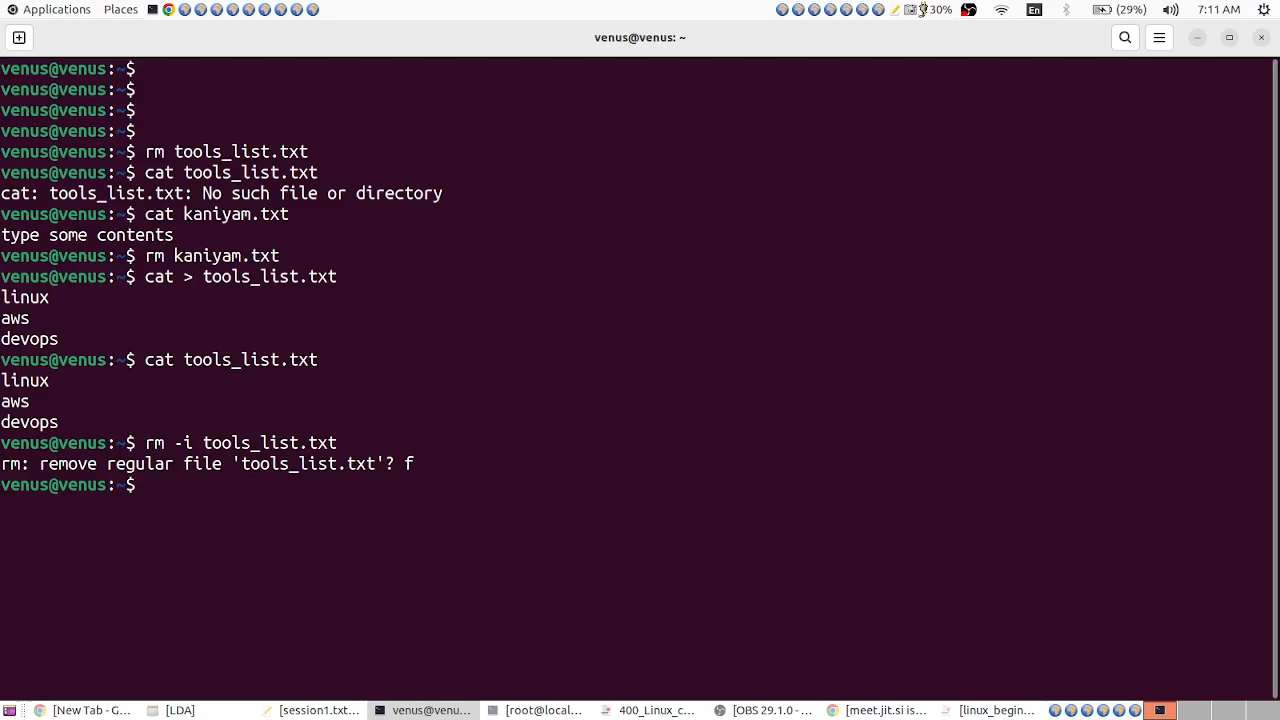 Applications Places 30% En (29%) 7:11 AM
venus@venus: ~
venus@venus:~$
venus@venus:~$
venus@venus:~$
venus@venus:~$
venus@venus:~$ rm tools_list.txt
venus@venus:~$ cat tools_list.txt
cat: tools_list.txt: No such file or directory
venus@venus:~$ cat kaniyam.txt
type some contents
venus@venus:~$ rm kaniyam.txt
venus@venus:~$ cat > tools_list.txt
linux
aws
devops
venus@venus:~$ cat tools_list.txt
linux
aws
devops
venus@venus:~$ rm -i tools_list.txt
rm: remove regular file 'tools_list.txt'? f
venus@venus:~$
[New Tab - G... [LDA] [session1.txt... venus@venu... [root@local... 400_Linux_c... [OBS 29.1.0 - ... [meet.jit.si is... [linux_begin...